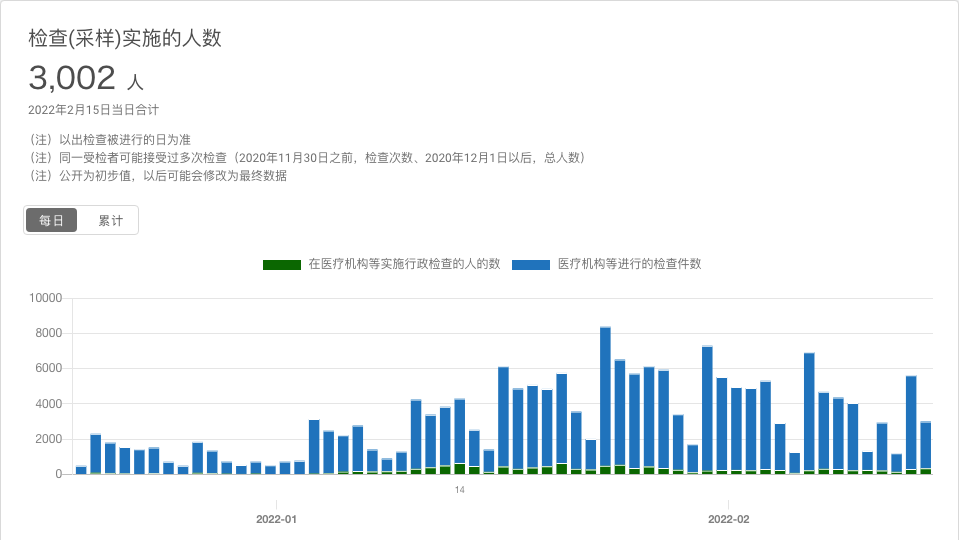 检查(采样)实施的人数
3,002 人
2022年2月15日当日合计
（注）以出检查被进行的日为准
（注）同一受检者可能接受过多次检查（2020年11月30日之前，检查次数、2020年12月1日以后，总人数）
（注）公开为初步值，以后可能会修改为最终数据
每日 累计
在医疗机构等实施行政检查的人的数 医疗机构等进行的检查件数
10000
8000
6000
4000
2000
0
14
2022-01 2022-02